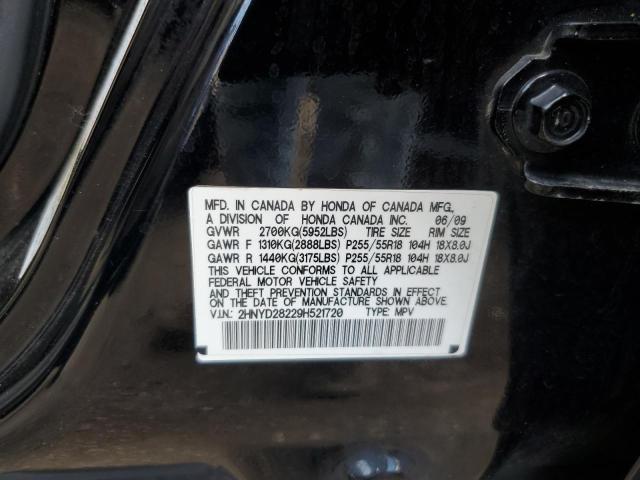 MFD. IN CANADA BY HONDA OF CANADA MFG.,
A DIVISION OF HONDA CANADA INC. 06/09
GVWR 2700KG(5952LBS) TIRE SIZE RIM SIZE
GAWR F 1310KG(2888LBS) P255/55R18 104H 18X8.0J
GAWR R 1440KG(3175LBS) P255/55R18 104H 18X8.0J
THIS VEHICLE CONFORMS TO ALL APPLICABLE
FEDERAL MOTOR VEHICLE SAFETY
AND THEFT PREVENTION STANDARDS IN EFFECT ON
THE DATE OF MANUFACTURE SHOWN ABOVE.
V.I.N.: 2HNYD28229H521720 TYPE: MPV
10